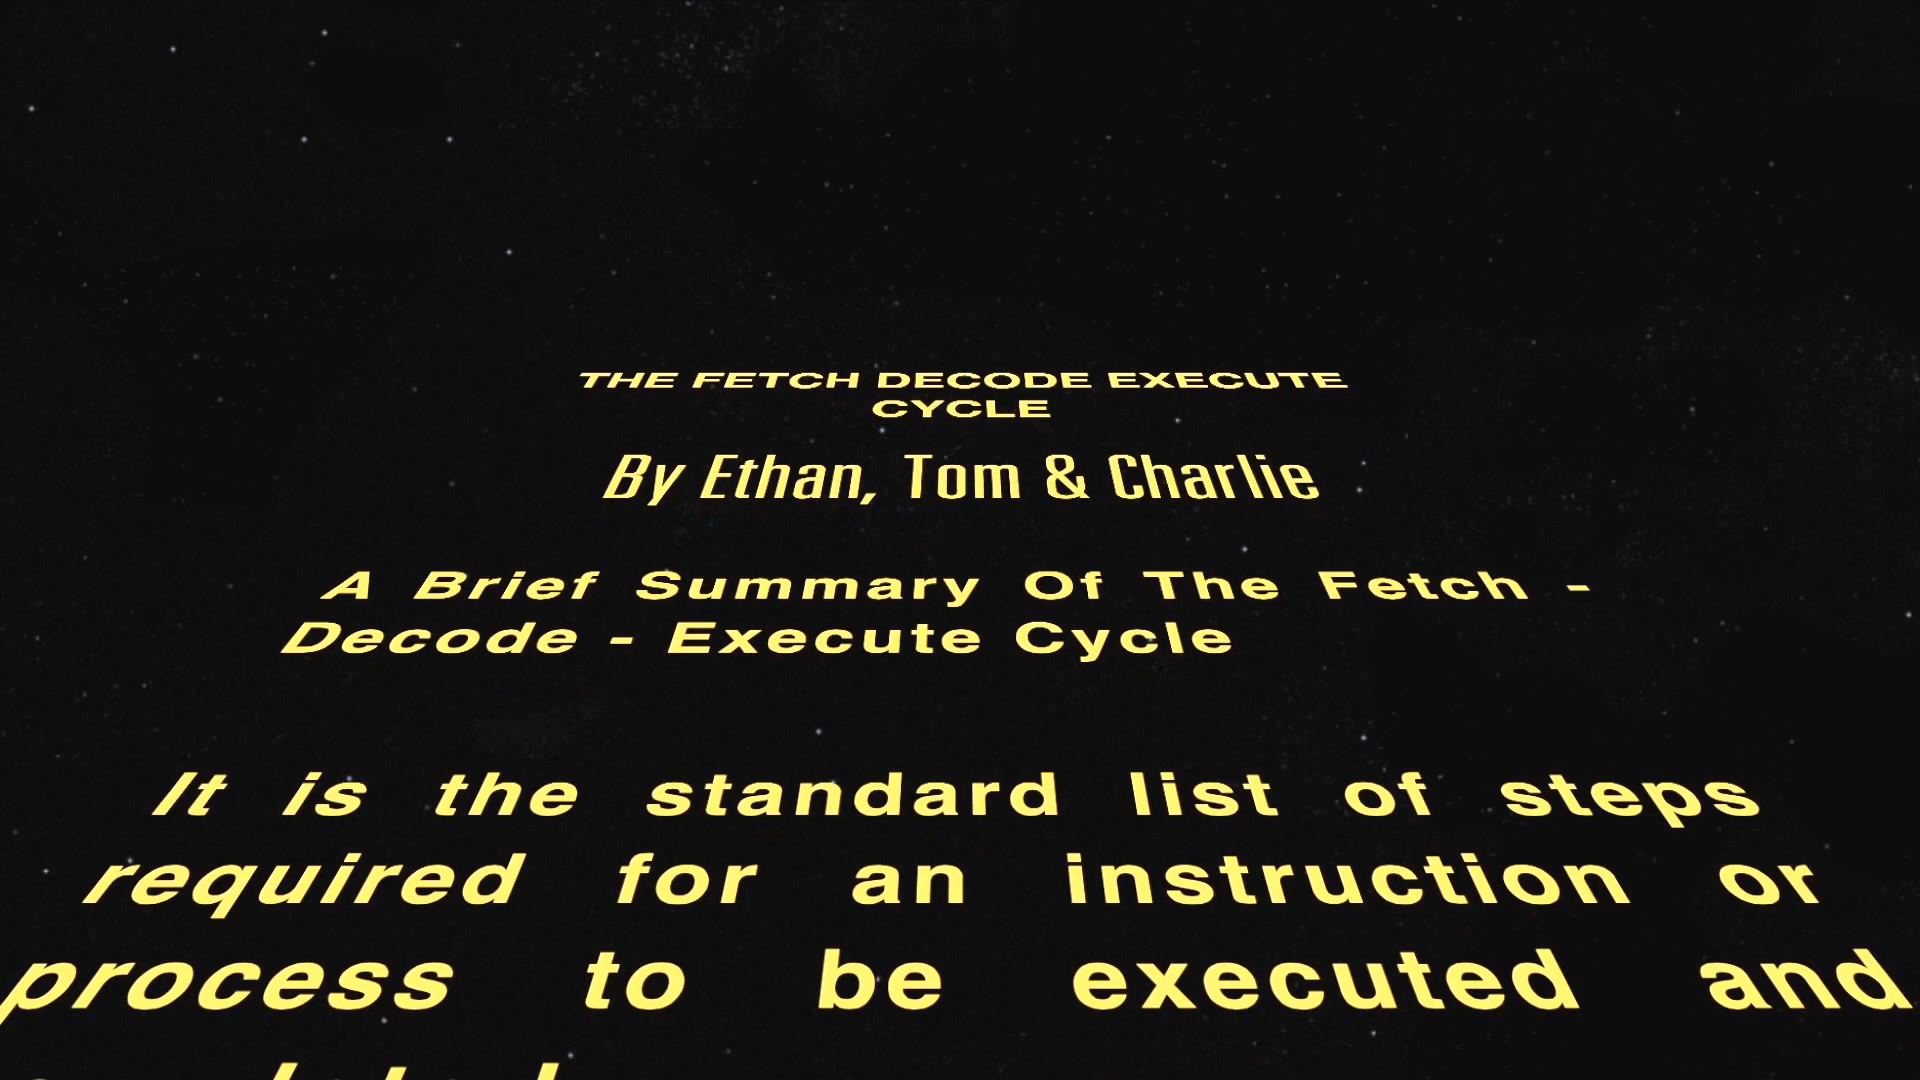 THE FETCH DECODE EXECUTE
CYCLE
By Ethan, Tom & Charlie
A Brief Summary Of The Fetch -
Decode - Execute Cycle
It is the standard list of steps
required for an instruction or
process to be executed and